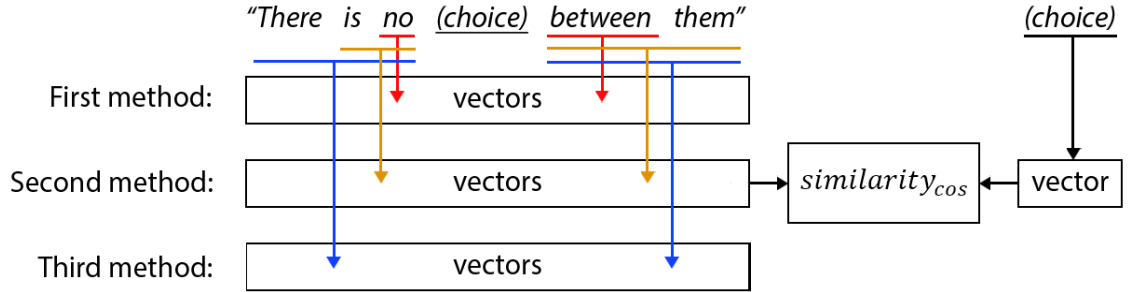 “There is no (choice) between them” (choice)
First method: vectors
Second method: vectors similarity_cos vector
Third method: vectors